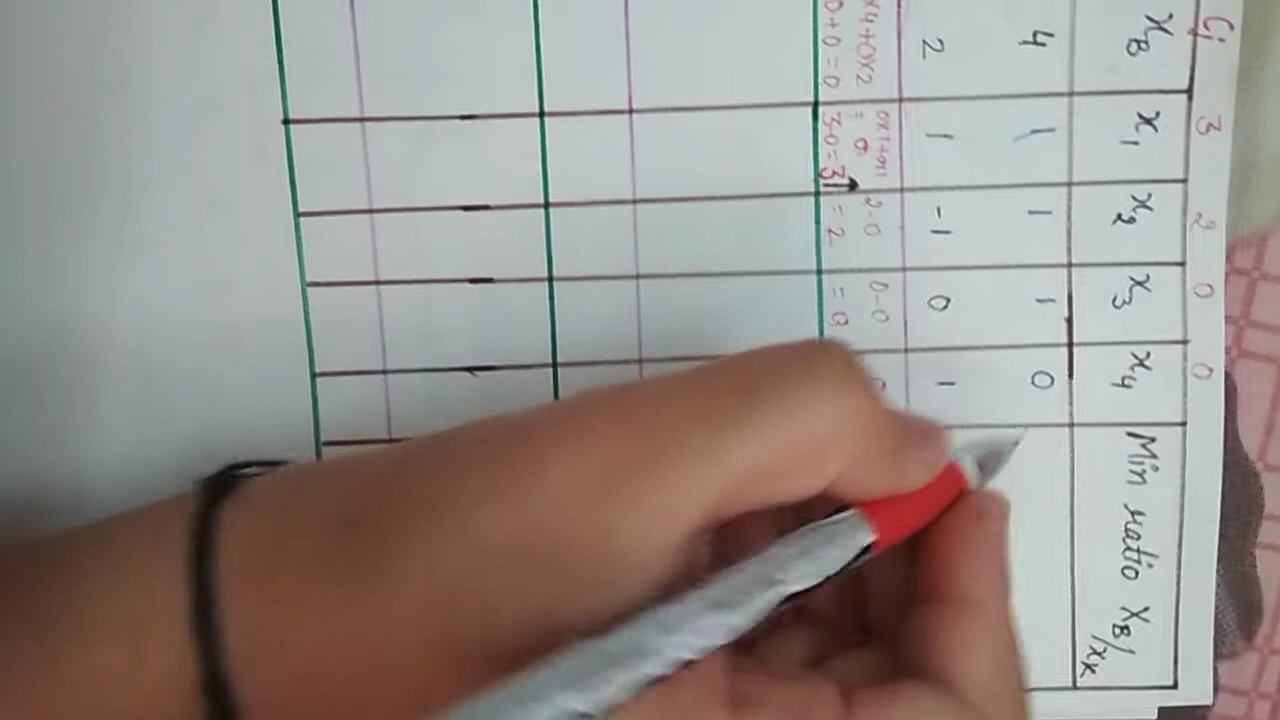 Cj 3 2 0 0
xB x1 x2 x3 x4 Min ratio XB/xK
4 1 1 1 0
2 1 -1 0 1
0x1+0x1 2-0 0-0
x4+0x2 = 0
0+0=0 3-0=3 =2 =0